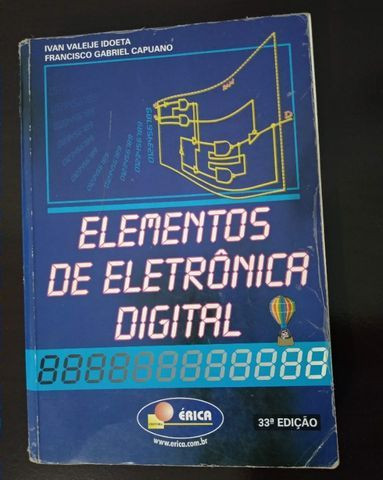 IVAN VALEIJE IDOETA
FRANCISCO GABRIEL CAPUANO
ELEMENTOS
DE ELETRÔNICA
DIGITAL
8888888888888
ÉRICA
www.erica.com.br
33ª EDIÇÃO